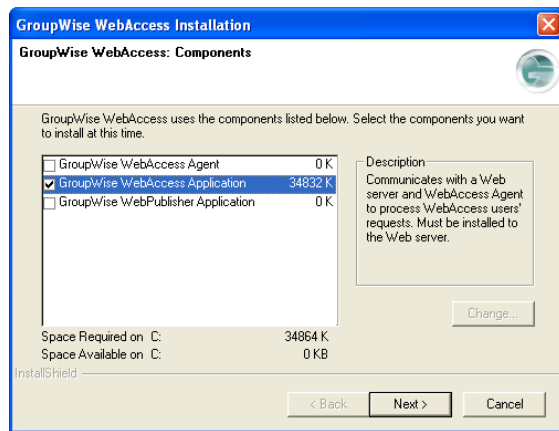 GroupWise WebAccess Installation
GroupWise WebAccess: Components
GroupWise WebAccess uses the components listed below. Select the components you want
to install at this time.
GroupWise WebAccess Agent 0 K
GroupWise WebAccess Application 34832 K
GroupWise WebPublisher Application 0 K
Description
Communicates with a Web
server and WebAccess Agent
to process WebAccess users'
requests. Must be installed to
the Web server.
Change...
Space Required on C: 34864 K
Space Available on C: 0 KB
InstallShield
< Back
Next >
Cancel